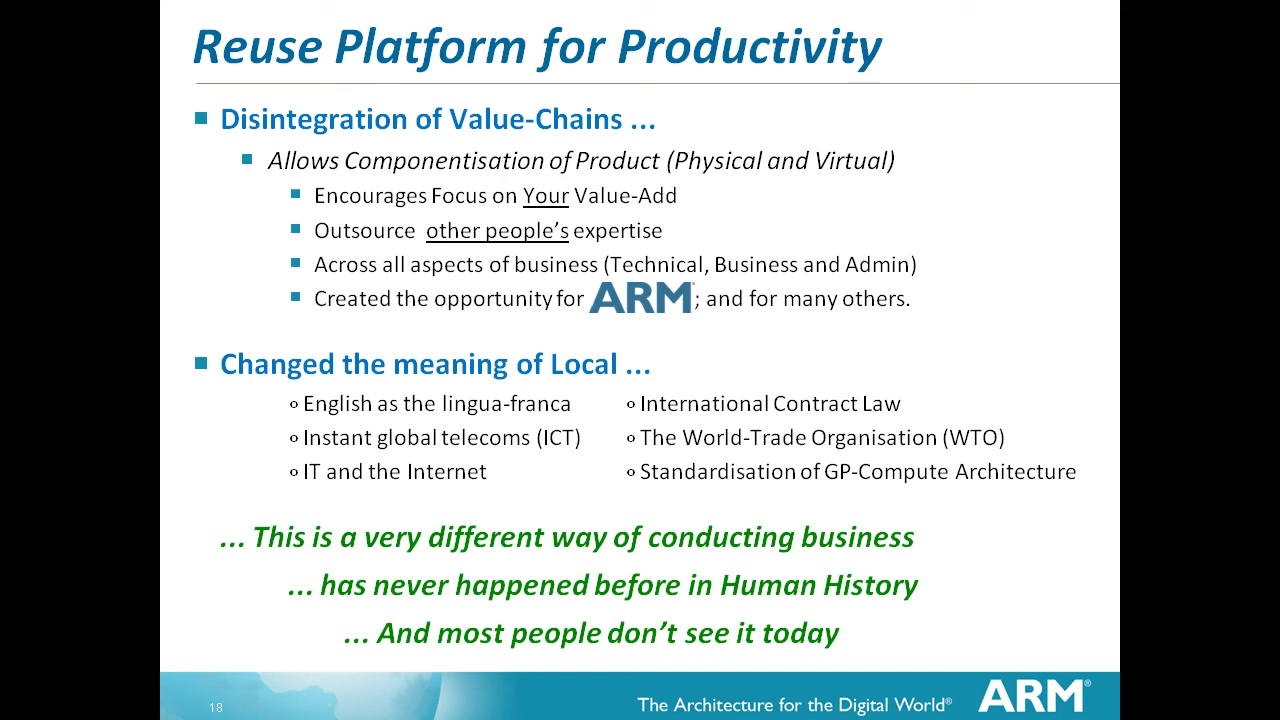 Reuse Platform for Productivity
Disintegration of Value-Chains ...
Allows Componentisation of Product (Physical and Virtual)
Encourages Focus on Your Value-Add
Outsource other people's expertise
Across all aspects of business (Technical, Business and Admin)
Created the opportunity for ARM®; and for many others.
Changed the meaning of Local ...
English as the lingua-franca
International Contract Law
Instant global telecoms (ICT)
The World-Trade Organisation (WTO)
IT and the Internet
Standardisation of GP-Compute Architecture
... This is a very different way of conducting business
... has never happened before in Human History
... And most people don't see it today
18
The Architecture for the Digital World® ARM®